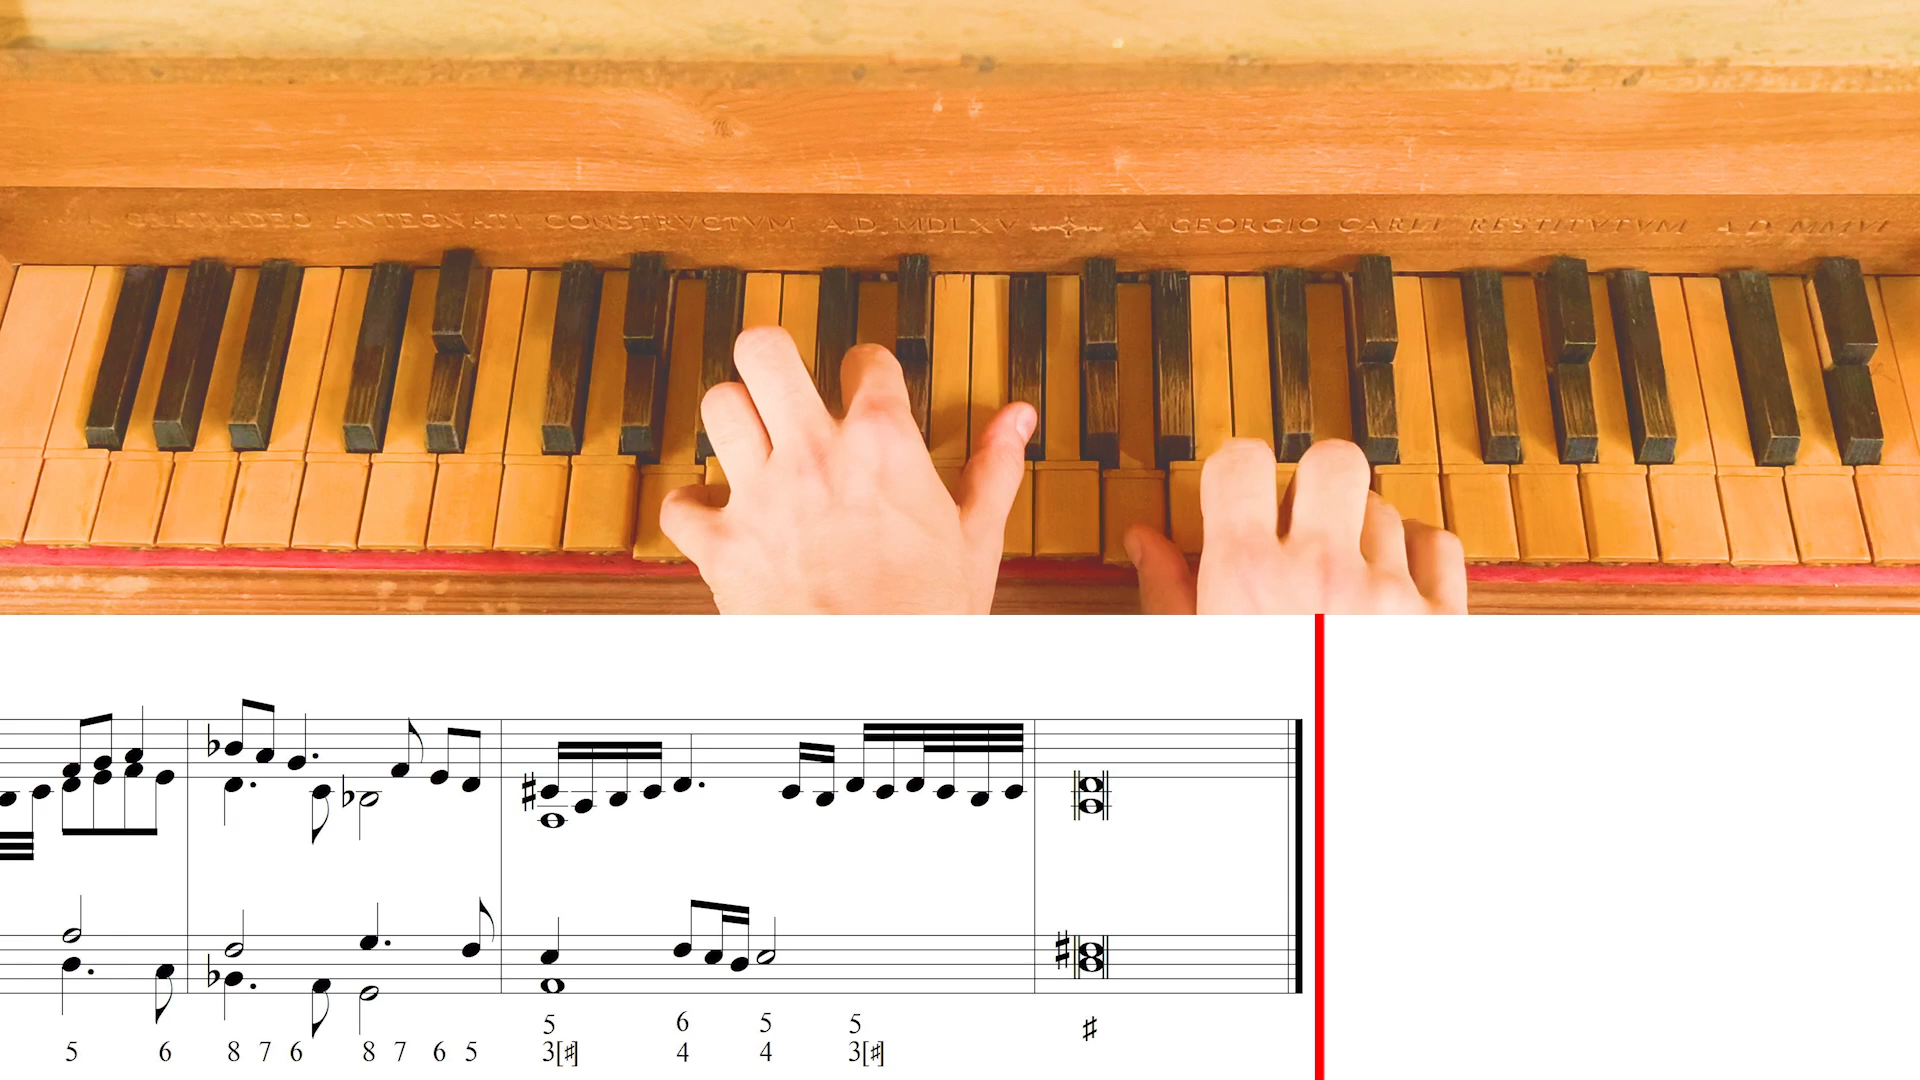 GRAIADEO ANTEGNATI CONSTRVCTVM A.D. MDLXV A GEORGIO CARLI RESTITVTVM A.D. MMVI
5 6 5 5
5 6 8 7 6 8 7 6 5 3[♯] 4 4 3[♯] ♯